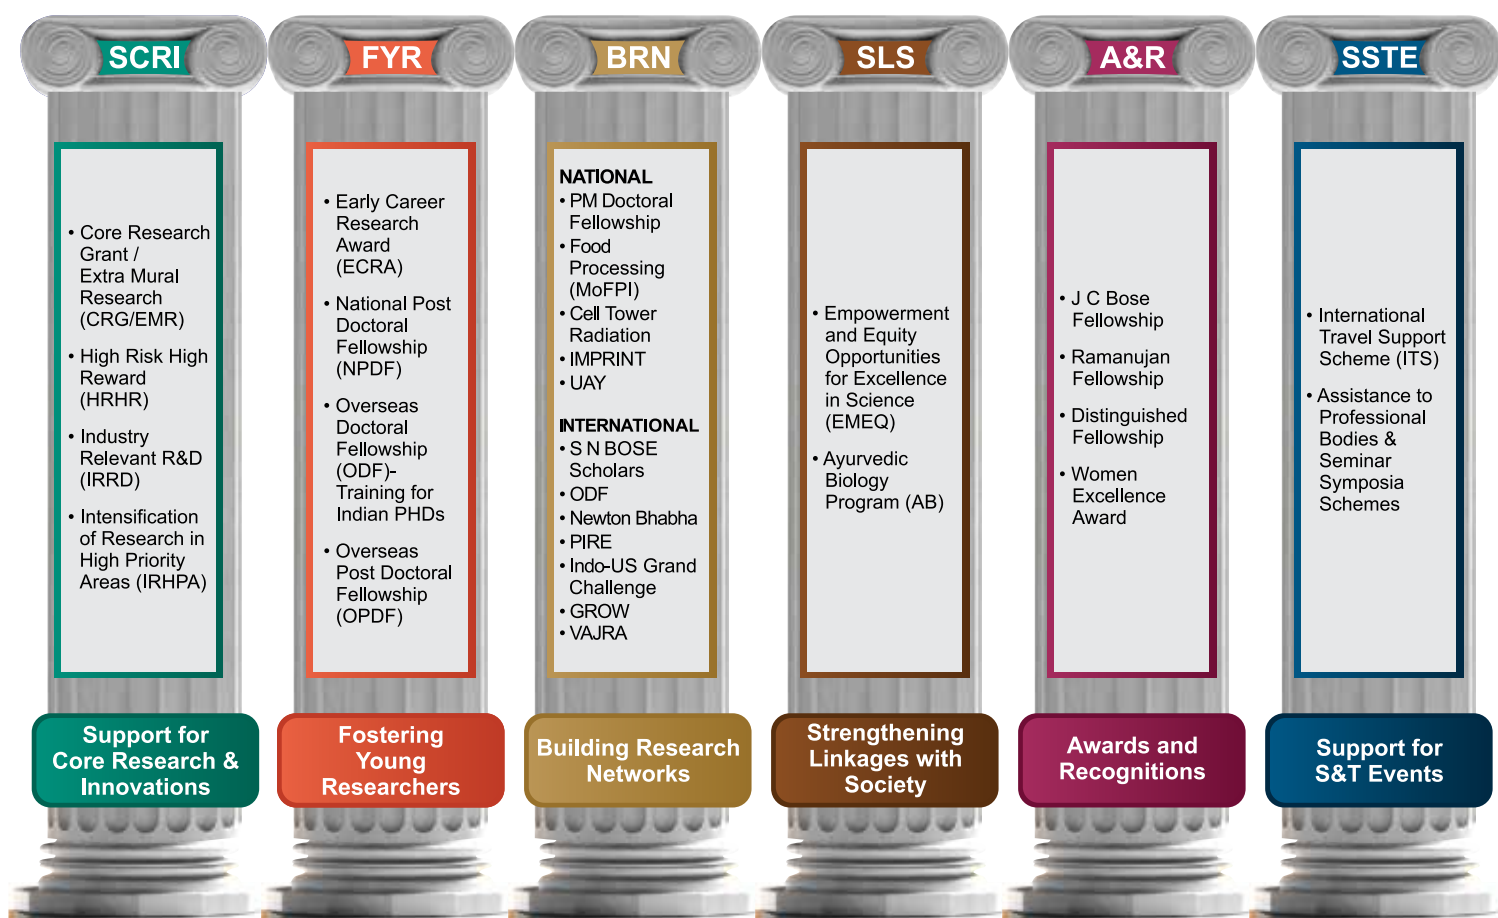 SCRI
• Core Research
Grant /
Extra Mural
Research
(CRG/EMR)
• High Risk High
Reward
(HRHR)
• Industry
Relevant R&D
(IRRD)
• Intensification
of Research in
High Priority
Areas (IRHPA)
Support for
Core Research &
Innovations
FYR
• Early Career
Research
Award
(ECRA)
• National Post
Doctoral
Fellowship
(NPDF)
• Overseas
Doctoral
Fellowship
(ODF)-
Training for
Indian PHDs
• Overseas
Post Doctoral
Fellowship
(OPDF)
Fostering
Young
Researchers
BRN
NATIONAL
• PM Doctoral
Fellowship
• Food
Processing
(MoFPI)
• Cell Tower
Radiation
• IMPRINT
• UAY
INTERNATIONAL
• S N BOSE
Scholars
• ODF
• Newton Bhabha
• PIRE
• Indo-US Grand
Challenge
• GROW
• VAJRA
Building Research
Networks
SLS
• Empowerment
and Equity
Opportunities
for Excellence
in Science
(EMEQ)
• Ayurvedic
Biology
Program (AB)
Strengthening
Linkages with
Society
A&R
• J C Bose
Fellowship
• Ramanujan
Fellowship
• Distinguished
Fellowship
• Women
Excellence
Award
Awards and
Recognitions
SSTE
• International
Travel Support
Scheme (ITS)
• Assistance to
Professional
Bodies &
Seminar
Symposia
Schemes
Support for
S&T Events